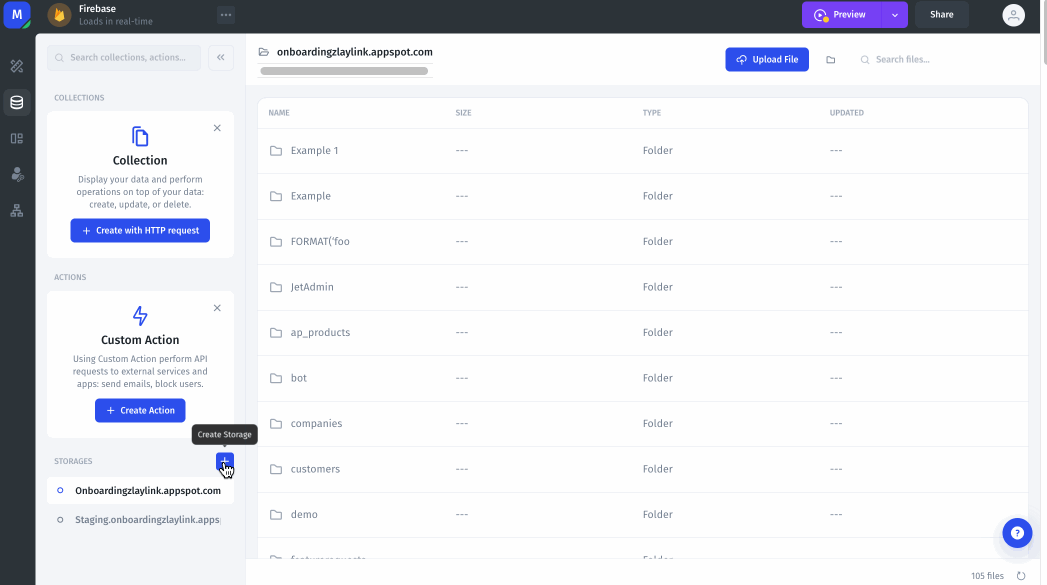 M
Firebase
Loads in real-time
Preview
Share
Search collections, actions...
onboardingzlaylink.appspot.com
Upload File
Search files...
COLLECTIONS
Collection
Display your data and perform
operations on top of your data:
create, update, or delete.
+ Create with HTTP request
ACTIONS
Custom Action
Using Custom Action perform API
requests to external services and
apps: send emails, block users.
+ Create Action
Create Storage
STORAGES
Onboardingzlaylink.appspot.com
Staging.onboardingzlaylink.apps
NAME SIZE TYPE UPDATED
Example 1 --- Folder ---
Example --- Folder ---
FORMAT('foo --- Folder ---
JetAdmin --- Folder ---
ap_products --- Folder ---
bot --- Folder ---
companies --- Folder ---
customers --- Folder ---
demo --- Folder ---
Folder
?
105 files